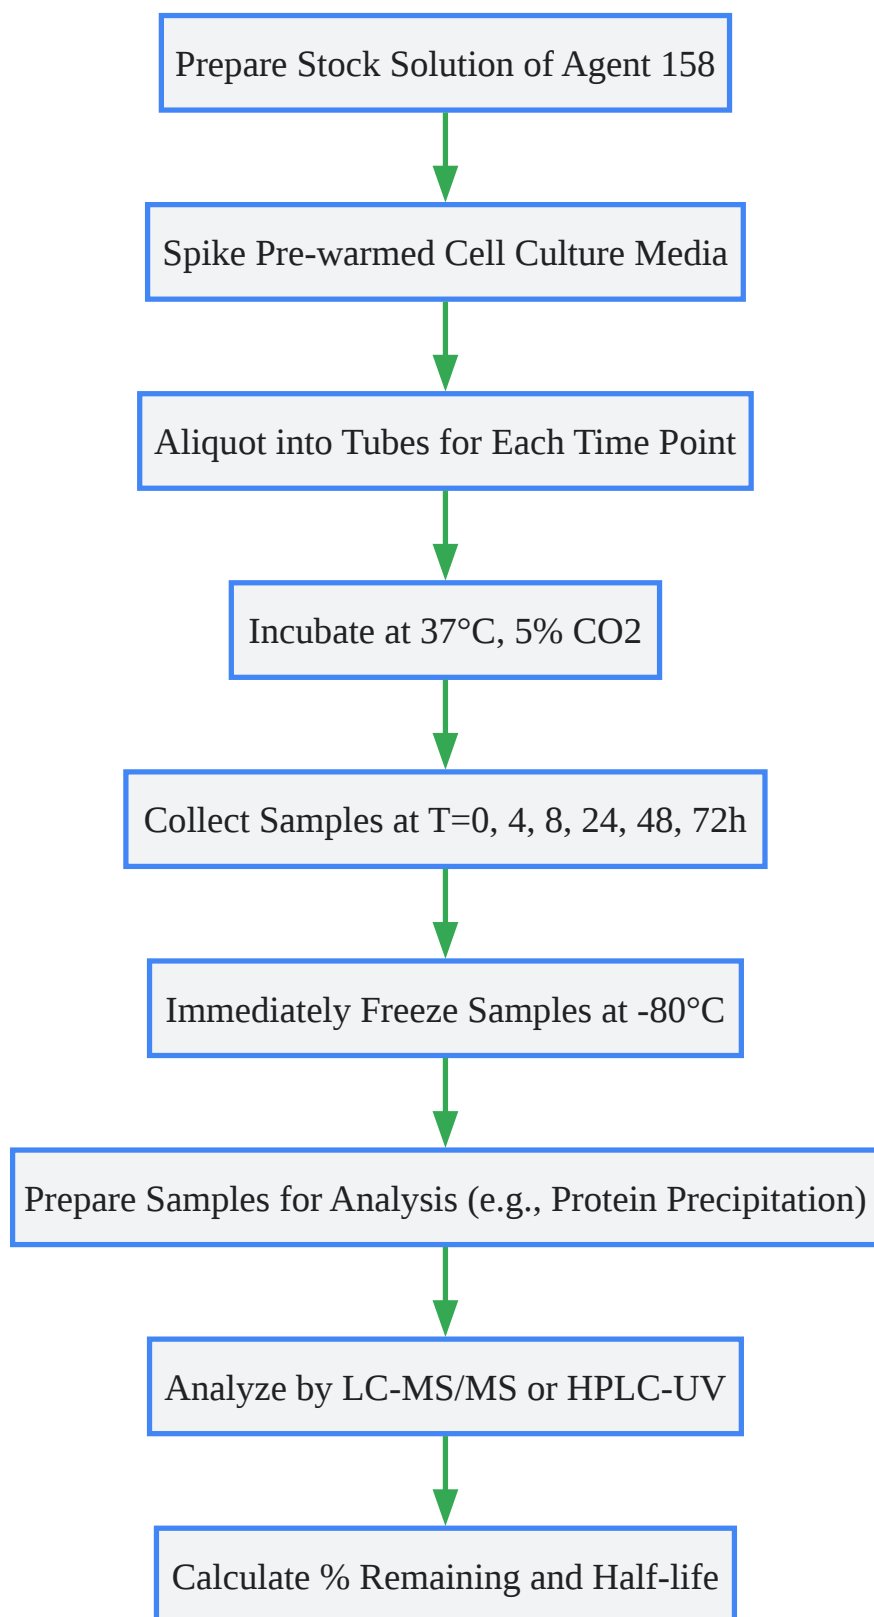 Prepare Stock Solution of Agent 158
Spike Pre-warmed Cell Culture Media
Aliquot into Tubes for Each Time Point
Incubate at 37°C, 5% CO2
Collect Samples at T=0, 4, 8, 24, 48, 72h
Immediately Freeze Samples at -80°C
Prepare Samples for Analysis (e.g., Protein Precipitation)
Analyze by LC-MS/MS or HPLC-UV
Calculate % Remaining and Half-life